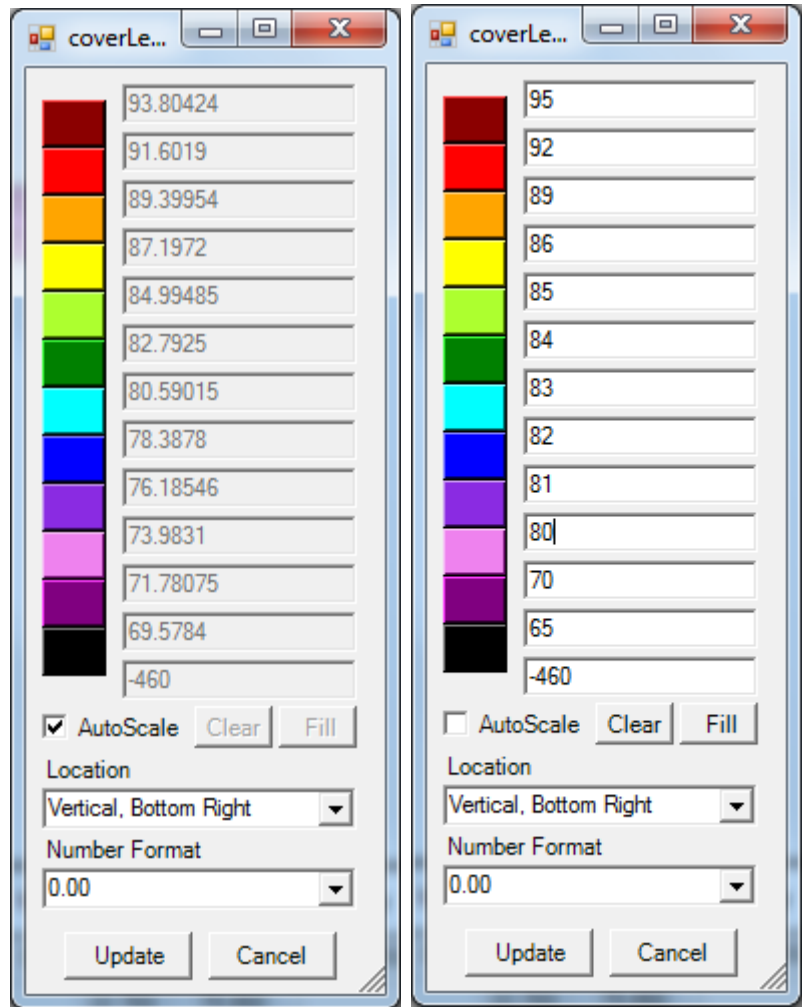 coverLe...
93.80424
91.6019
89.39954
87.1972
84.99485
82.7925
80.59015
78.3878
76.18546
73.9831
71.78075
69.5784
-460
AutoScale Clear Fill
Location
Vertical, Bottom Right
Number Format
0.00
Update Cancel
coverLe...
95
92
89
86
85
84
83
82
81
80
70
65
-460
AutoScale Clear Fill
Location
Vertical, Bottom Right
Number Format
0.00
Update Cancel